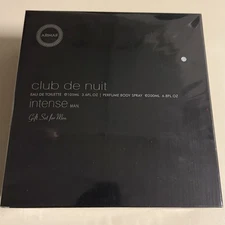 ARMAF
club de nuit
EAU DE TOILETTE ℮105ML 3.6FL.OZ | PERFUME BODY SPRAY ℮200ML 6.8FL.OZ
intense MAN
Gift Set for Men